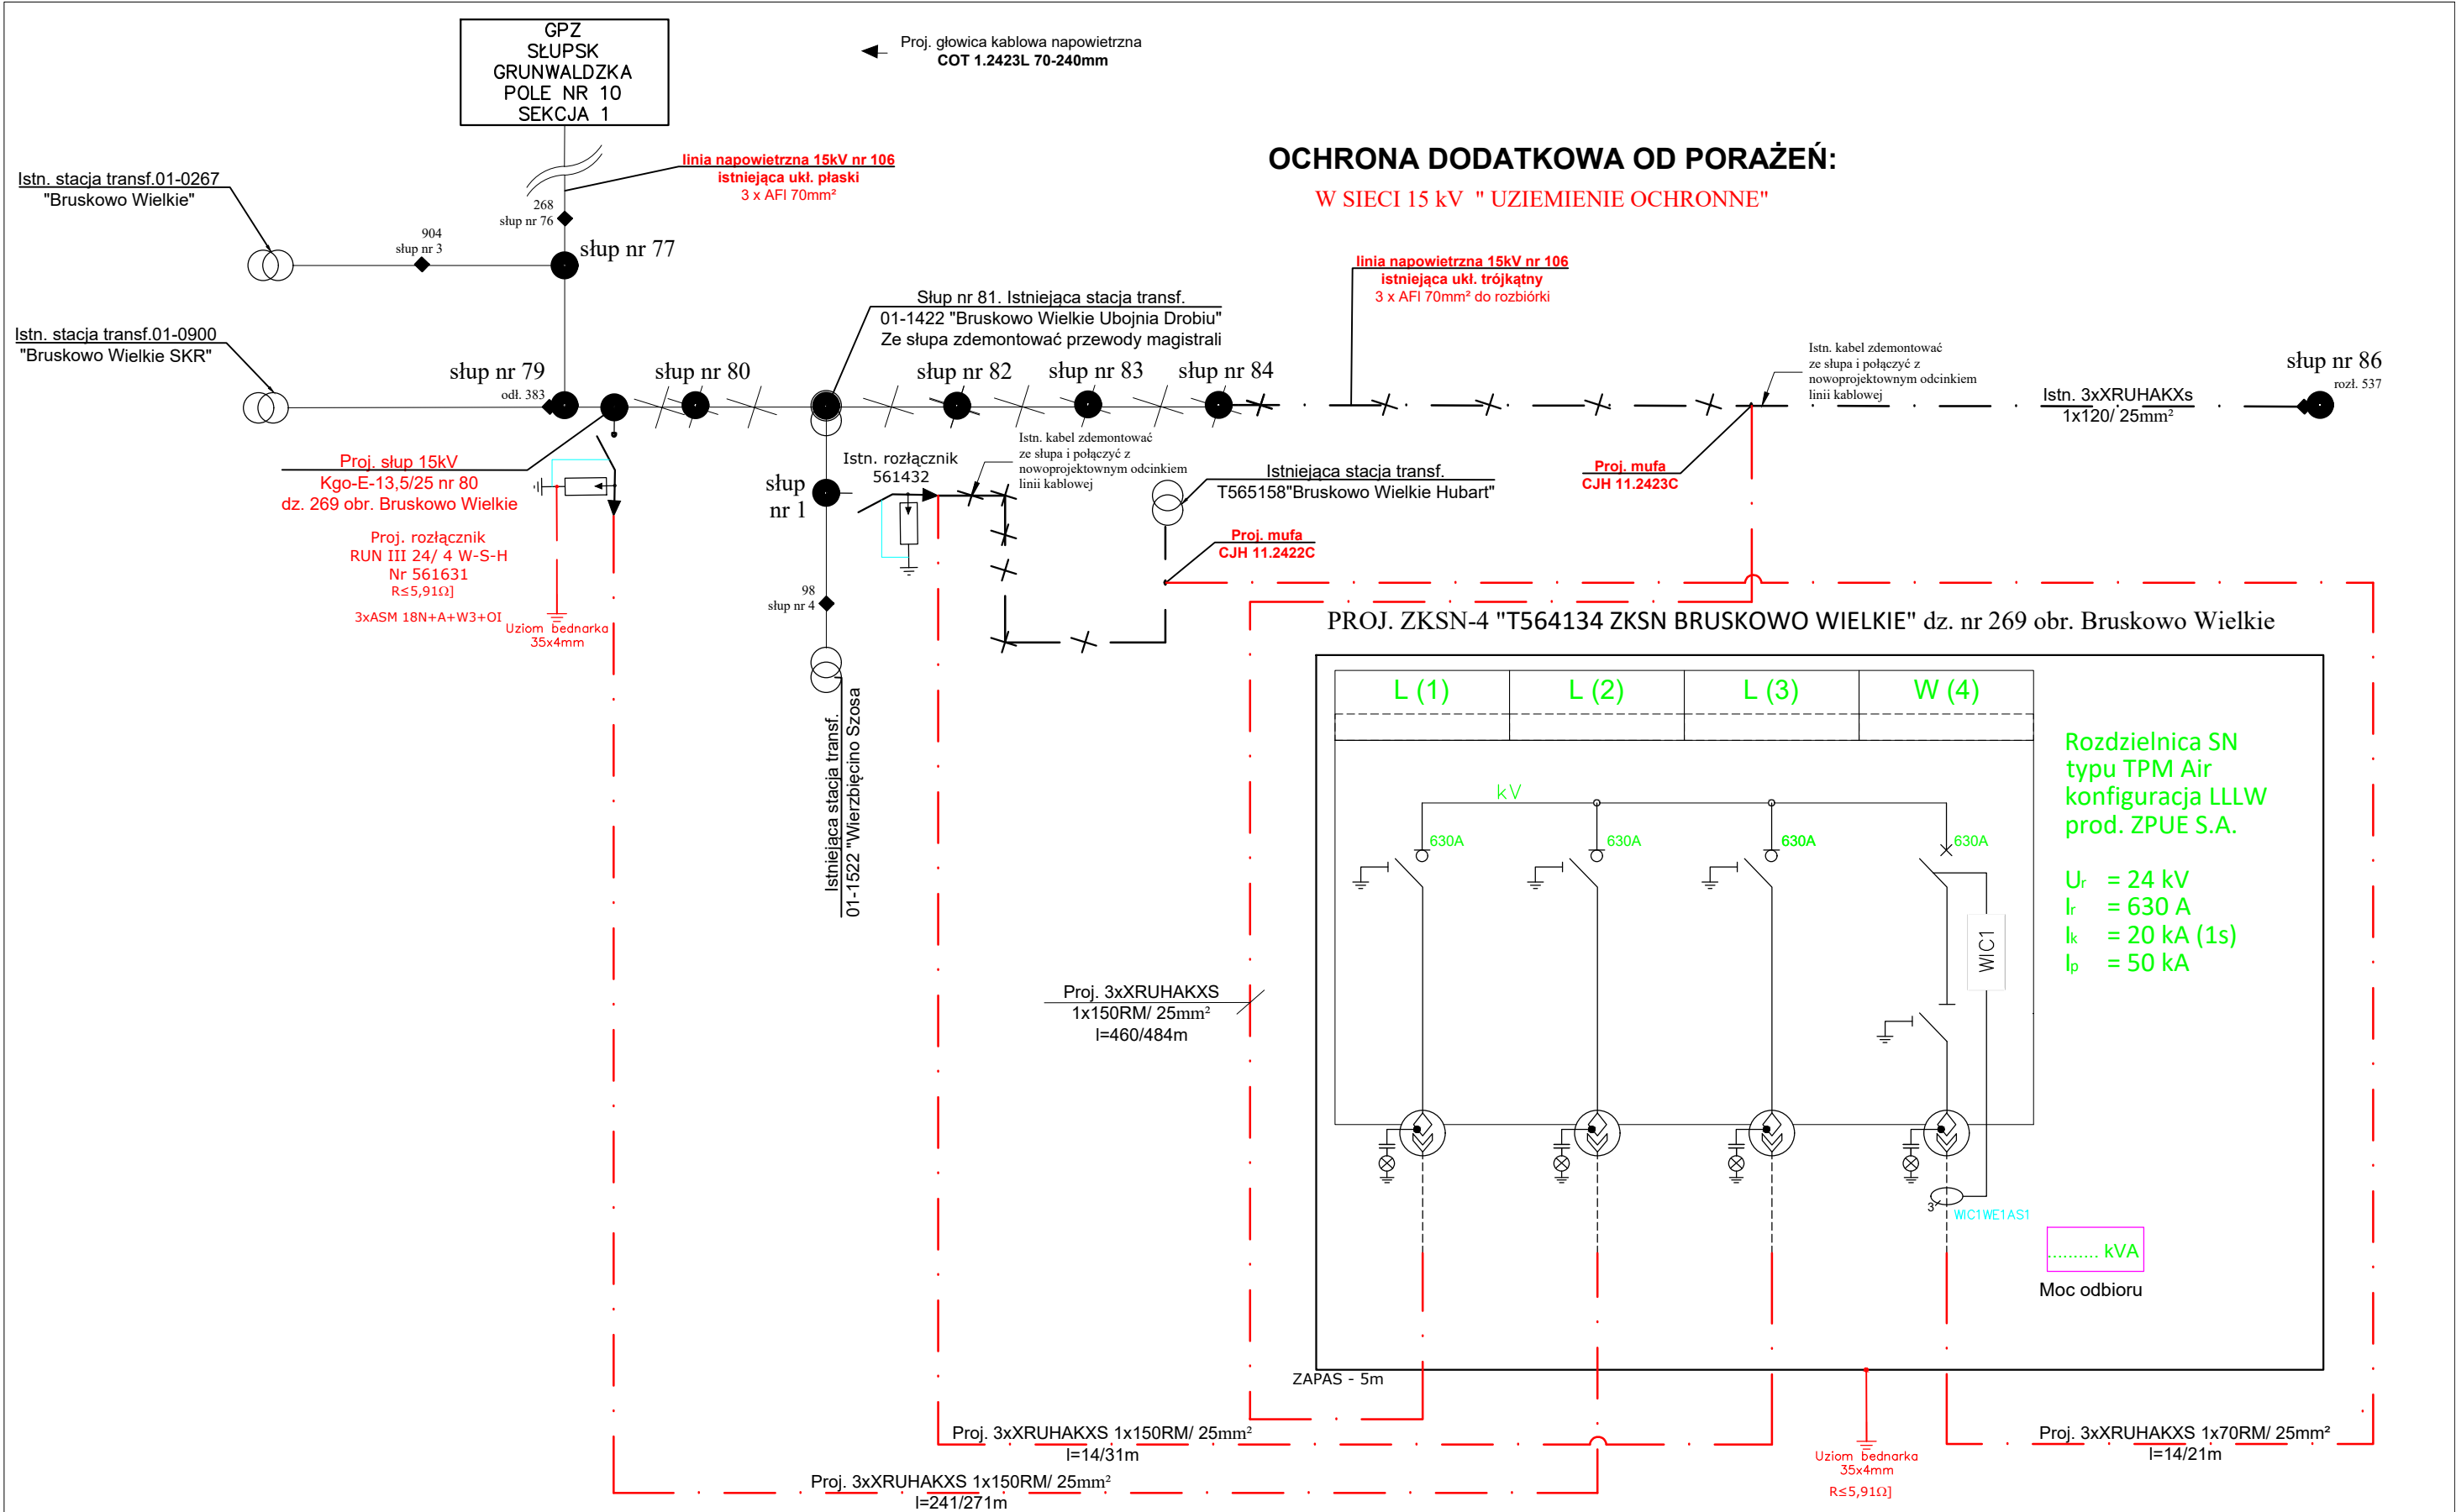 GPZ
SŁUPSK
GRUNWALDZKA
POLE NR 10
SEKCJA 1
Proj. głowica kablowa napowietrzna
COT 1.2423L 70-240mm
OCHRONA DODATKOWA OD PORAŻEŃ:
W SIECI 15 kV " UZIEMIENIE OCHRONNE"
linia napowietrzna 15kV nr 106
istniejąca ukł. płaski
3 x AFl 70mm²
Istn. stacja transf.01-0267
"Bruskowo Wielkie"
268
słup nr 76
904
słup nr 3
słup nr 77
linia napowietrzna 15kV nr 106
istniejąca ukł. trójkątny
3 x AFl 70mm² do rozbiórki
Słup nr 81. Istniejąca stacja transf.
01-1422 "Bruskowo Wielkie Ubojnia Drobiu"
Ze słupa zdemontować przewody magistrali
Istn. stacja transf.01-0900
"Bruskowo Wielkie SKR"
słup nr 79
odł. 383
słup nr 80
słup nr 82
słup nr 83
słup nr 84
Istn. kabel zdemontować
ze słupa i połączyć z
nowoprojektownym odcinkiem
linii kablowej
słup nr 86
rozł. 537
Istn. 3xXRUHAKXs
1x120/ 25mm²
Proj. słup 15kV
Kgo-E-13,5/25 nr 80
dz. 269 obr. Bruskowo Wielkie
Proj. rozłącznik
RUN III 24/ 4 W-S-H
Nr 561631
R≤5,91Ω]
3xASM 18N+A+W3+OI
Uziom bednarka
35x4mm
słup
nr 1
Istn. rozłącznik
561432
Istn. kabel zdemontować
ze słupa i połączyć z
nowoprojektownym odcinkiem
linii kablowej
Istniejąca stacja transf.
T565158"Bruskowo Wielkie Hubart"
Proj. mufa
CJH 11.2423C
Proj. mufa
CJH 11.2422C
98
słup nr 4
Istniejąca stacja transf.
01-1522 "Wierzbięcino Szosa
PROJ. ZKSN-4 "T564134 ZKSN BRUSKOWO WIELKIE" dz. nr 269 obr. Bruskowo Wielkie
L (1)
L (2)
L (3)
W (4)
kV
630A
630A
630A
630A
WIC1
Rozdzielnica SN
typu TPM Air
konfiguracja LLLW
prod. ZPUE S.A.
Ur = 24 kV
Ir = 630 A
Ik = 20 kA (1s)
Ip = 50 kA
Proj. 3xXRUHAKXS
1x150RM/ 25mm²
l=460/484m
3
WIC1WE1AS1
.......... kVA
Moc odbioru
ZAPAS - 5m
Proj. 3xXRUHAKXS 1x150RM/ 25mm²
l=14/31m
Proj. 3xXRUHAKXS 1x150RM/ 25mm²
l=241/271m
Uziom bednarka
35x4mm
R≤5,91Ω]
Proj. 3xXRUHAKXS 1x70RM/ 25mm²
l=14/21m